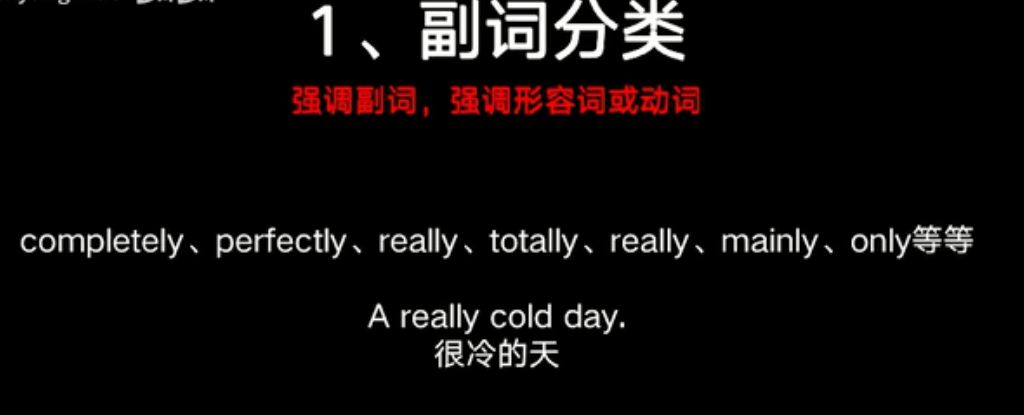 1、副词分类
强调副词，强调形容词或动词
completely、perfectly、really、totally、really、mainly、only等等
A really cold day.
很冷的天